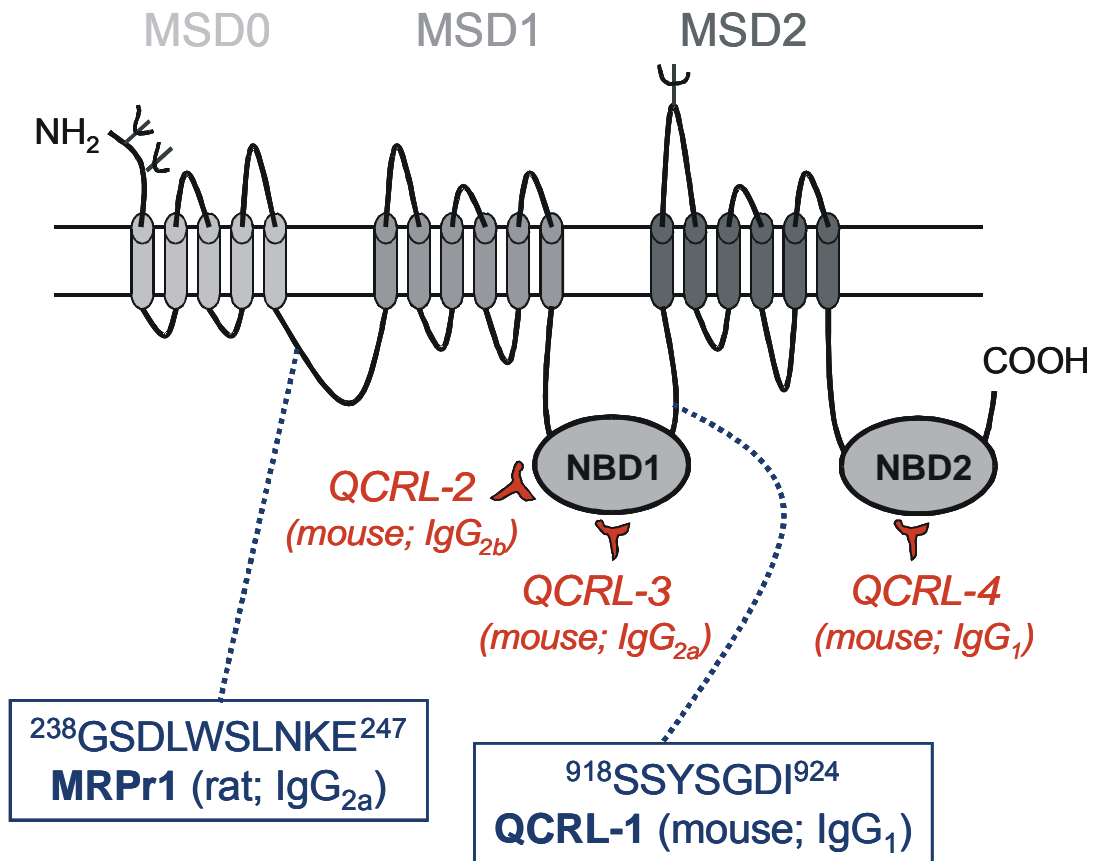 MSD0 MSD1 MSD2
NH₂
COOH
NBD1 NBD2
QCRL-2
(mouse; IgG₂b)
QCRL-3
(mouse; IgG₂a)
QCRL-4
(mouse; IgG₁)
²³⁸GSDLWSLNKE²⁴⁷
MRPr1 (rat; IgG₂a)
⁹¹⁸SSYSGDI⁹²⁴
QCRL-1 (mouse; IgG₁)